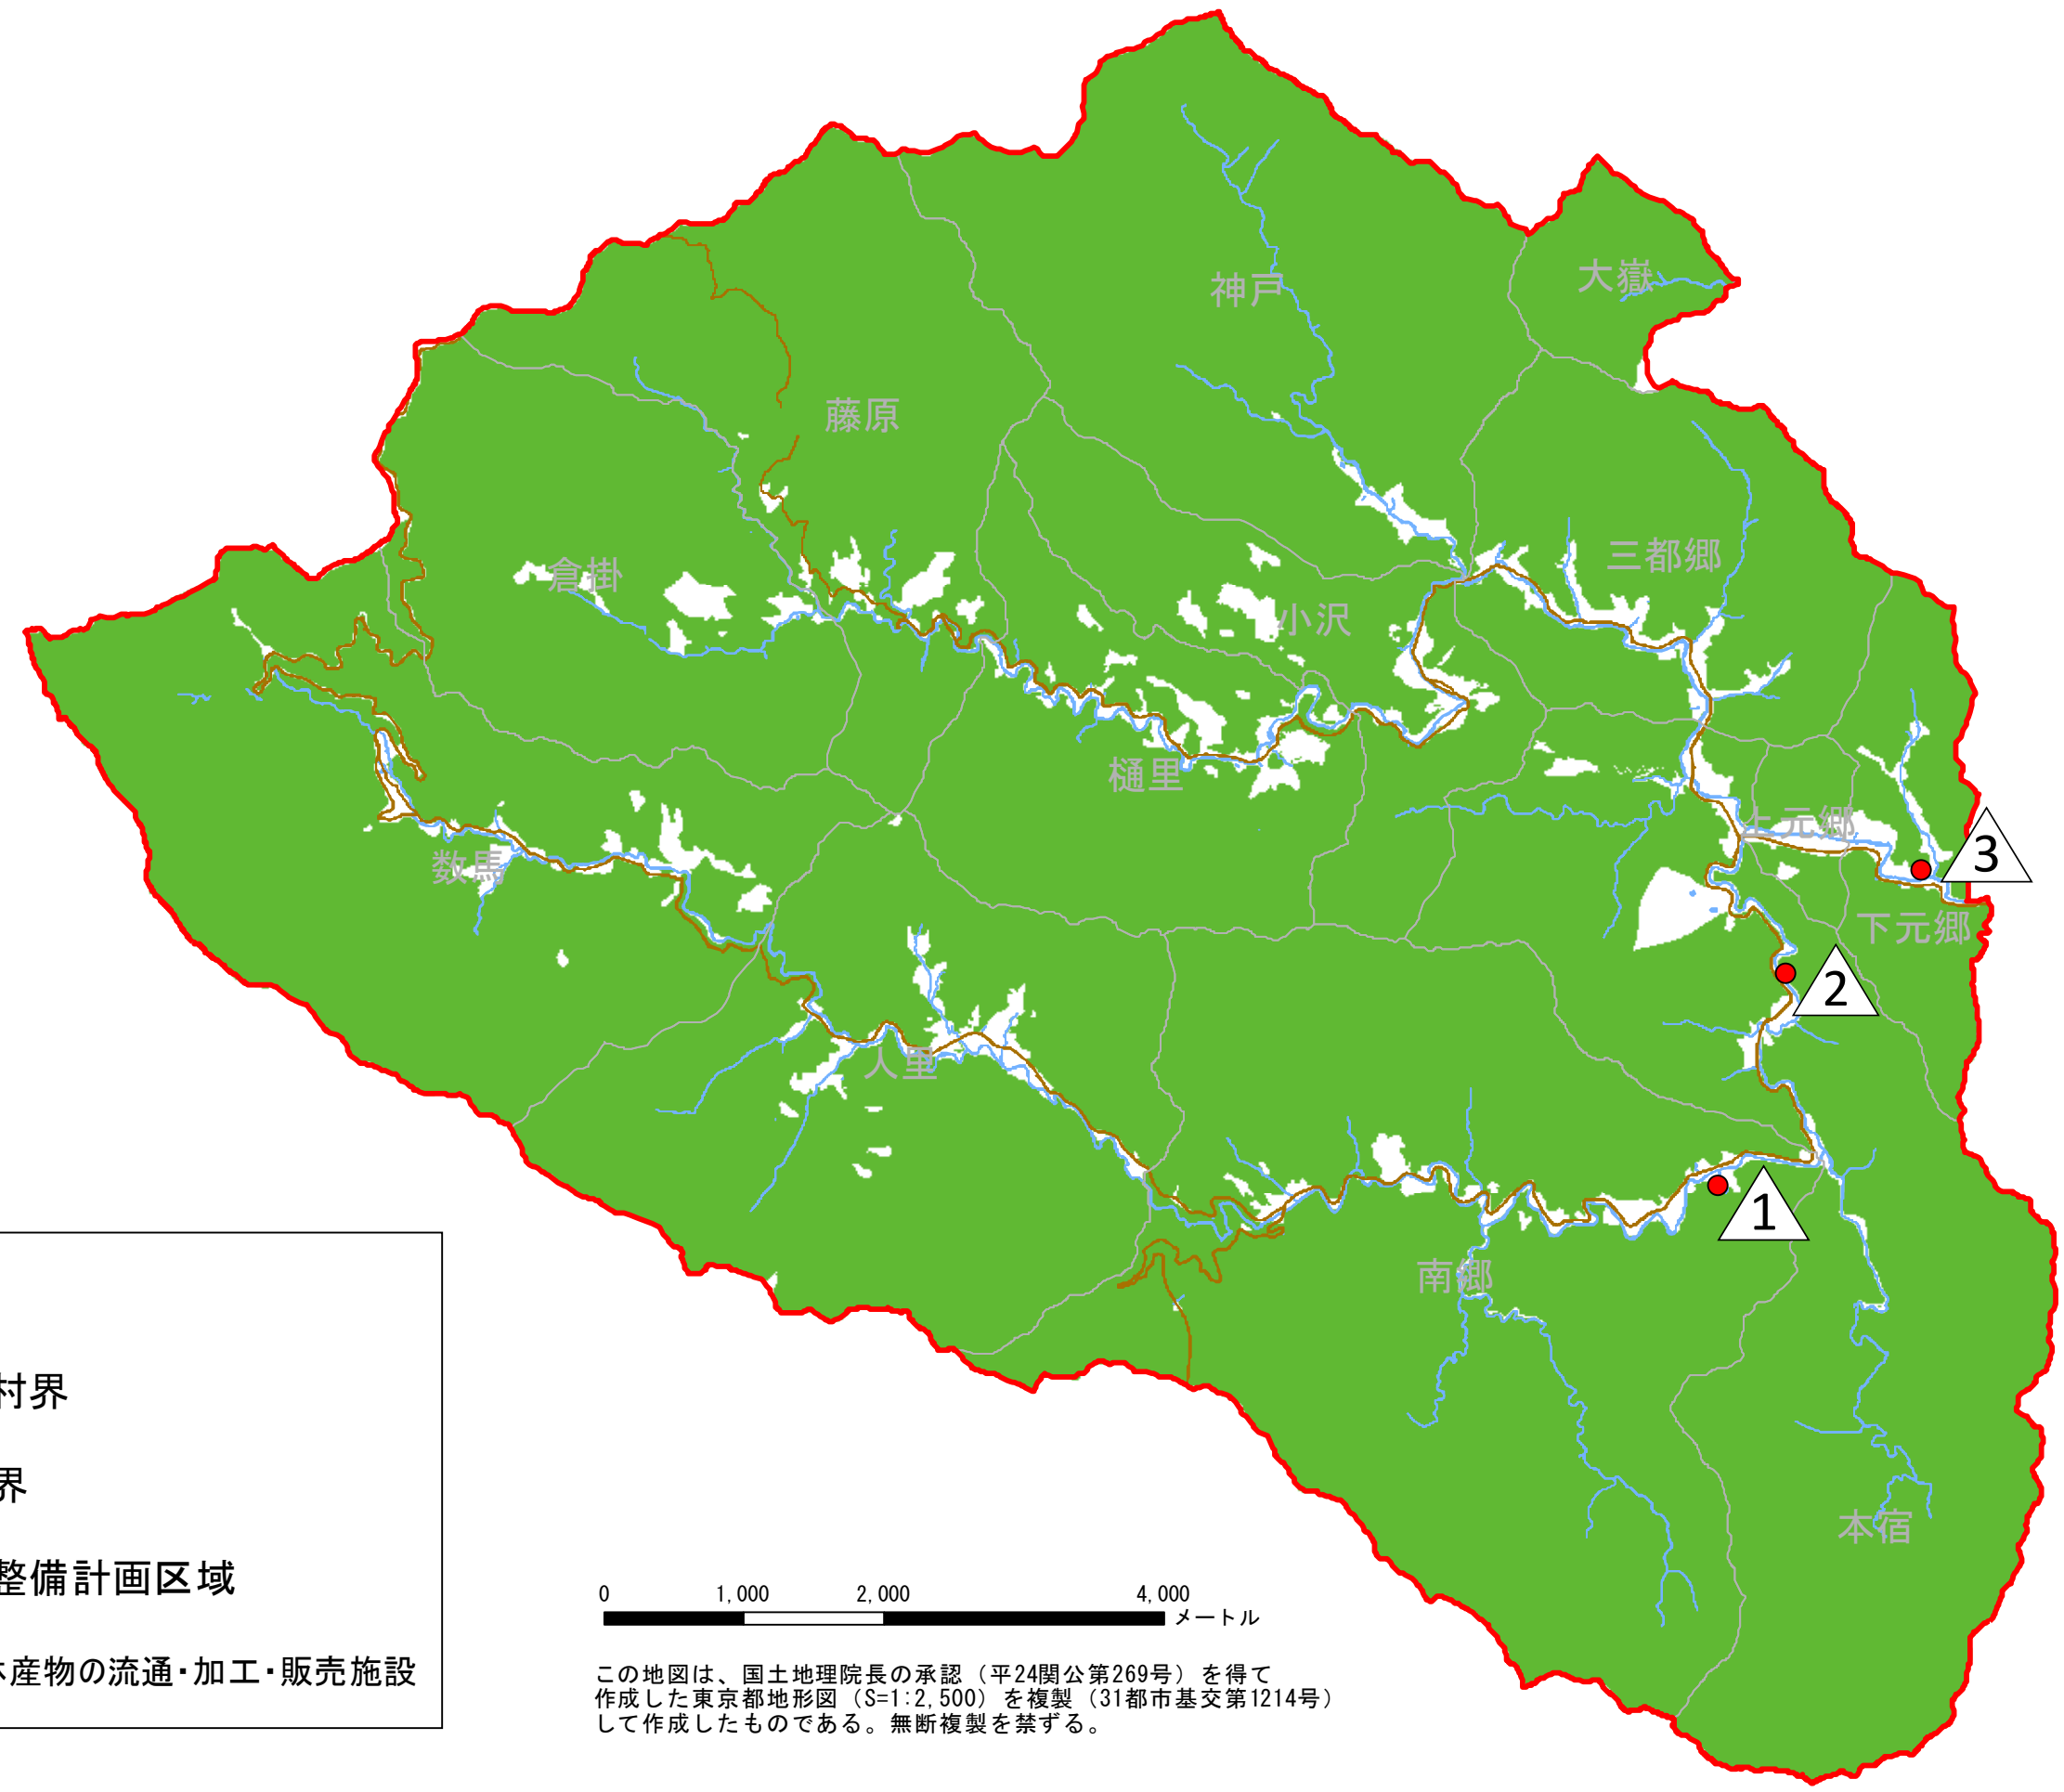 神戸
大嶽
藤原
三都郷
倉掛
小沢
樋里
上元郷
数馬
3
下元郷
2
人里
1
南郷
本宿
村界
界
整備計画区域
産物の流通・加工・販売施設
0 1,000 2,000 4,000
メートル
この地図は、国土地理院長の承認（平24関公第269号）を得て
作成した東京都地形図（S=1:2,500）を複製（31都市基交第1214号）
して作成したものである。無断複製を禁ずる。